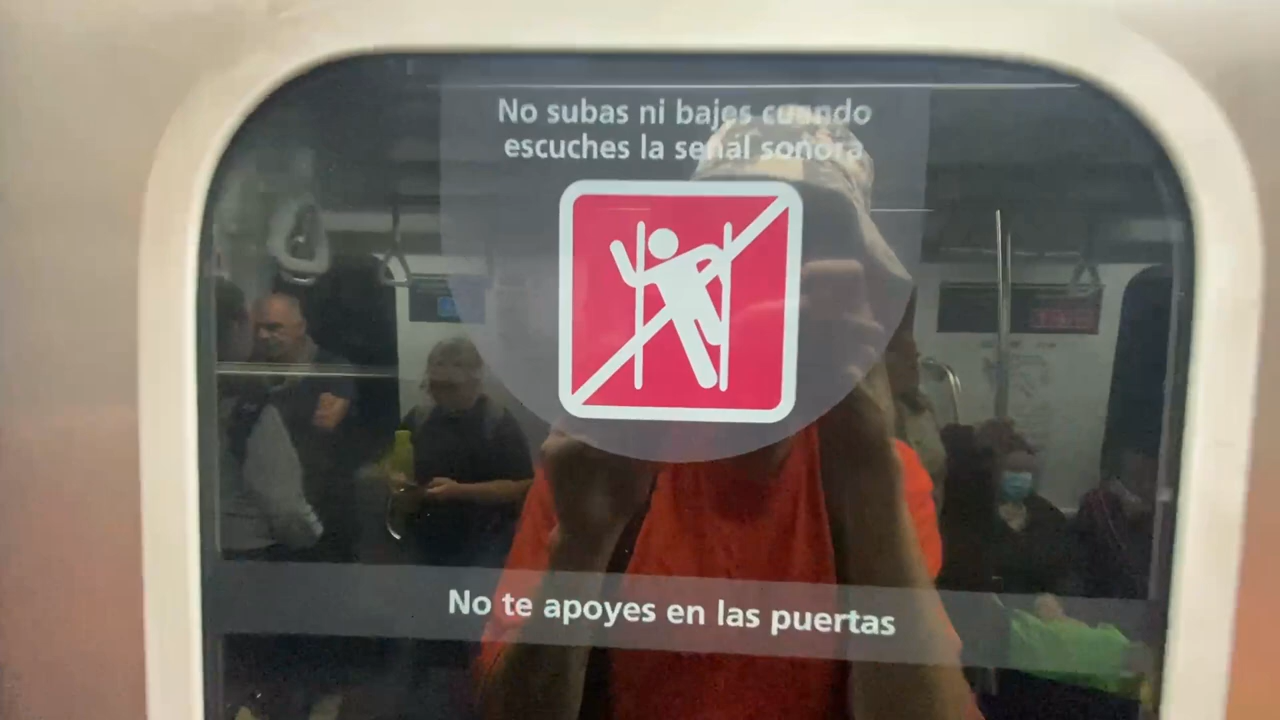 No subas ni bajes cuando
escuches la señal sonora
No te apoyes en las puertas